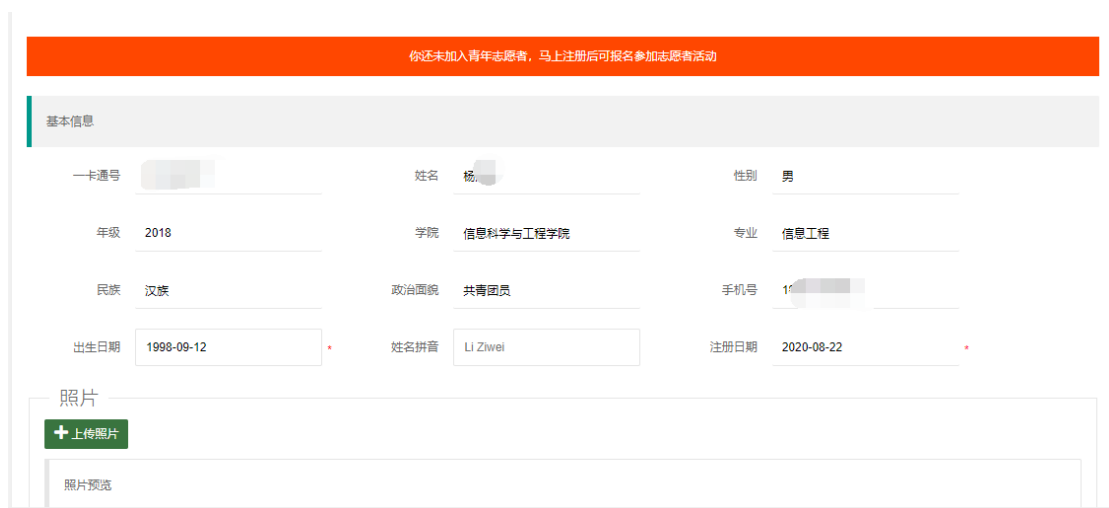 你还未加入青年志愿者，马上注册后可报名参加志愿者活动
基本信息
一卡通号 姓名 杨 性别 男
年级 2018 学院 信息科学与工程学院 专业 信息工程
民族 汉族 政治面貌 共青团员 手机号 1
出生日期 1998-09-12 * 姓名拼音 Li Ziwei 注册日期 2020-08-22 *
照片
+ 上传照片
照片预览